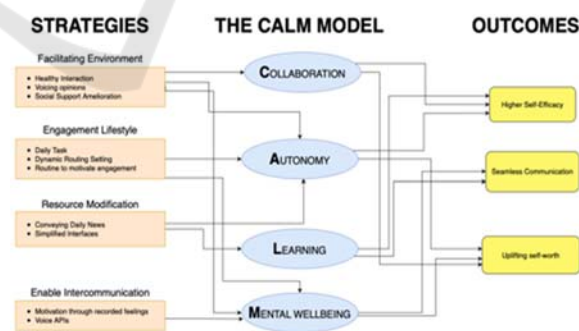 STRATEGIES
THE CALM MODEL
OUTCOMES
Facilitating Environment
Healthy Interaction
Voicing opinions
Social Support Amelioration
COLLABORATION
Higher Self-Efficacy
Engagement Lifestyle
Daily Task
Dynamic Routing Setting
Routine to motivate engagement
AUTONOMY
Seamless Communication
Resource Modification
Conveying Daily News
Simplified Interfaces
LEARNING
Uplifting self-worth
Enable Intercommunication
Motivation through recorded feelings
Voice APIs
MENTAL WELLBEING